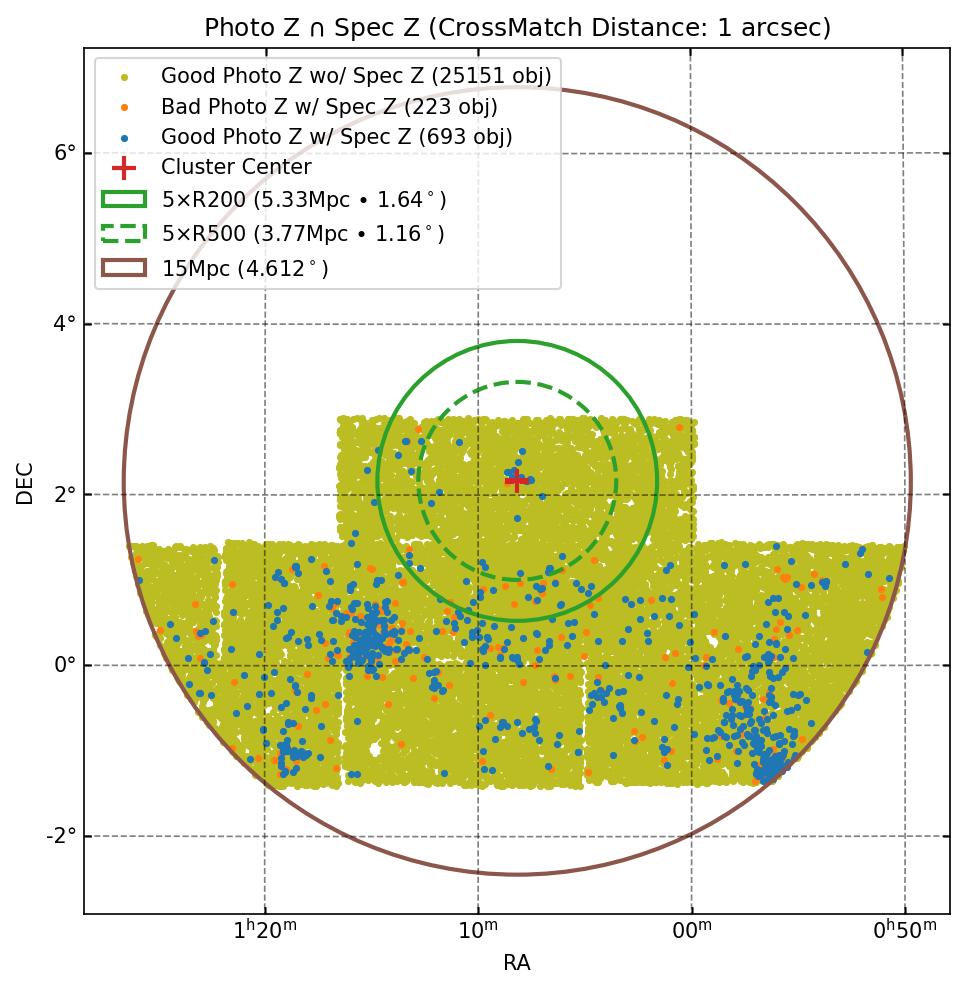 Photo Z ∩ Spec Z (CrossMatch Distance: 1 arcsec)
Good Photo Z wo/ Spec Z (25151 obj)
Bad Photo Z w/ Spec Z (223 obj)
Good Photo Z w/ Spec Z (693 obj)
Cluster Center
5×R200 (5.33Mpc • 1.64°)
5×R500 (3.77Mpc • 1.16°)
15Mpc (4.612°)
6°
4°
2°
0°
-2°
DEC
1ʰ20ᵐ 10ᵐ 00ᵐ 0ʰ50ᵐ
RA